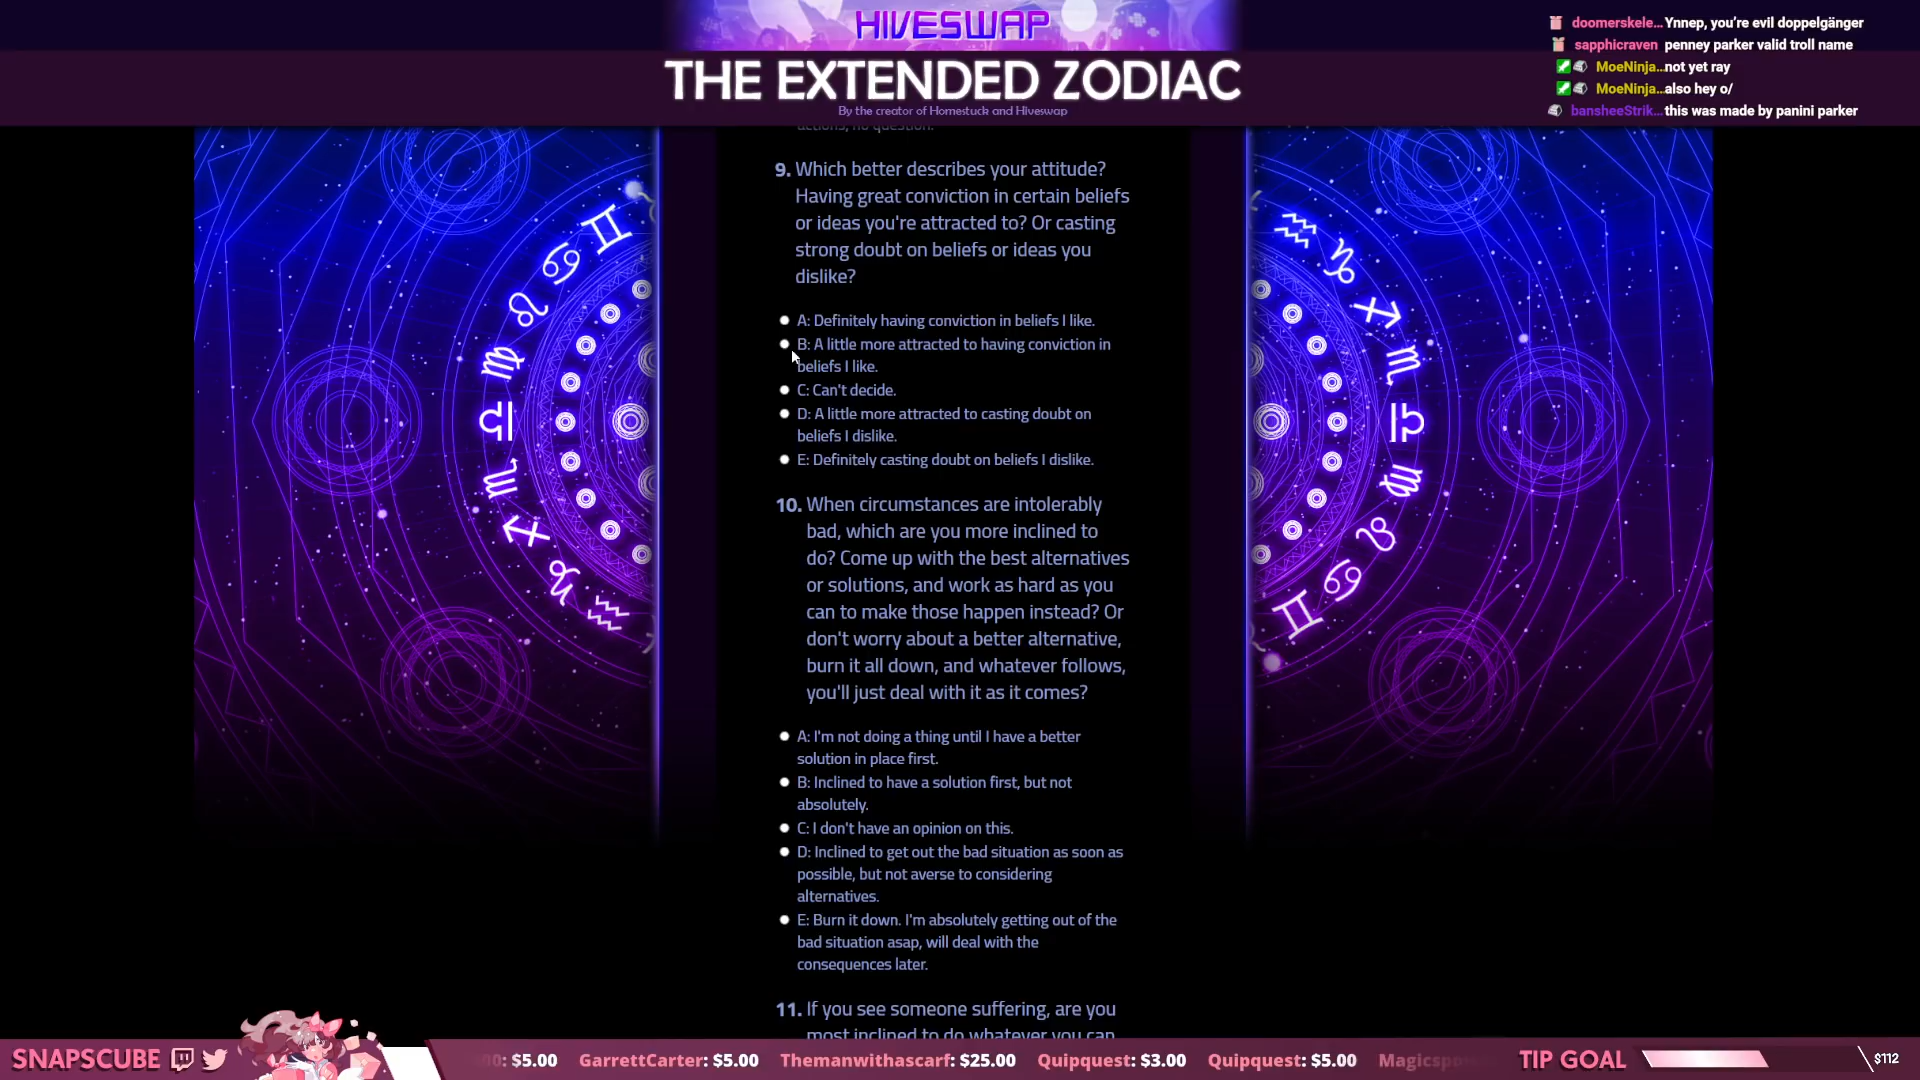 HIVESWAP
THE EXTENDED ZODIAC
By the creator of Homestuck and Hiveswap
doomerskele... Ynnep, you're evil doppelgänger
sapphicraven penney parker valid troll name
MoeNinja... not yet ray
MoeNinja... also hey o/
bansheeStrik... this was made by panini parker
actions, no question.
9. Which better describes your attitude?
Having great conviction in certain beliefs
or ideas you're attracted to? Or casting
strong doubt on beliefs or ideas you
dislike?
A: Definitely having conviction in beliefs I like.
B: A little more attracted to having conviction in
beliefs I like.
C: Can't decide.
D: A little more attracted to casting doubt on
beliefs I dislike.
E: Definitely casting doubt on beliefs I dislike.
10. When circumstances are intolerably
bad, which are you more inclined to
do? Come up with the best alternatives
or solutions, and work as hard as you
can to make those happen instead? Or
don't worry about a better alternative,
burn it all down, and whatever follows,
you'll just deal with it as it comes?
A: I'm not doing a thing until I have a better
solution in place first.
B: Inclined to have a solution first, but not
absolutely.
C: I don't have an opinion on this.
D: Inclined to get out the bad situation as soon as
possible, but not averse to considering
alternatives.
E: Burn it down. I'm absolutely getting out of the
bad situation asap, will deal with the
consequences later.
11. If you see someone suffering, are you
most inclined to do whatever you can
SNAPSCUBE
$5.00 GarrettCarter: $5.00 Themanwithascarf: $25.00 Quipquest: $3.00 Quipquest: $5.00
TIP GOAL
$112